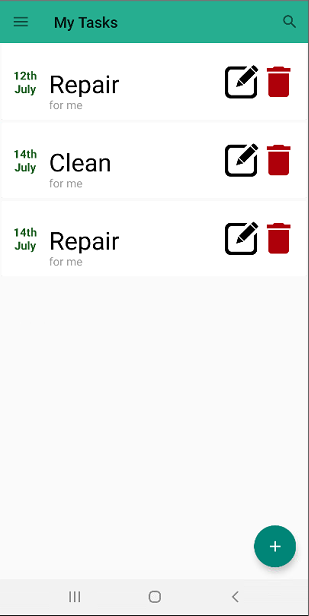 My Tasks
12th
July
Repair
for me
14th
July
Clean
for me
14th
July
Repair
for me